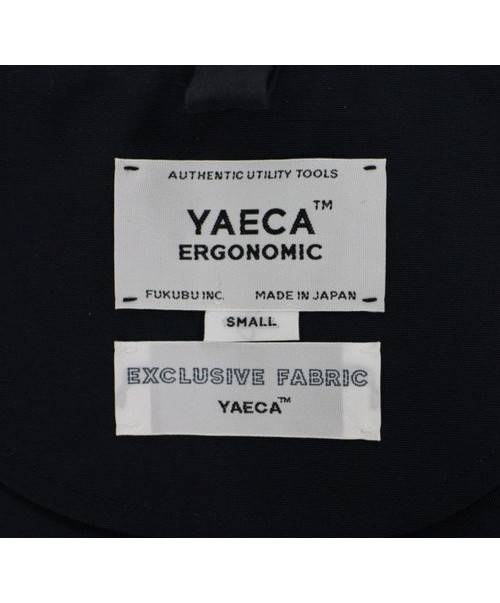 AUTHENTIC UTILITY TOOLS
YAECA™
ERGONOMIC
FUKUBU INC. MADE IN JAPAN
SMALL
EXCLUSIVE FABRIC
YAECA™